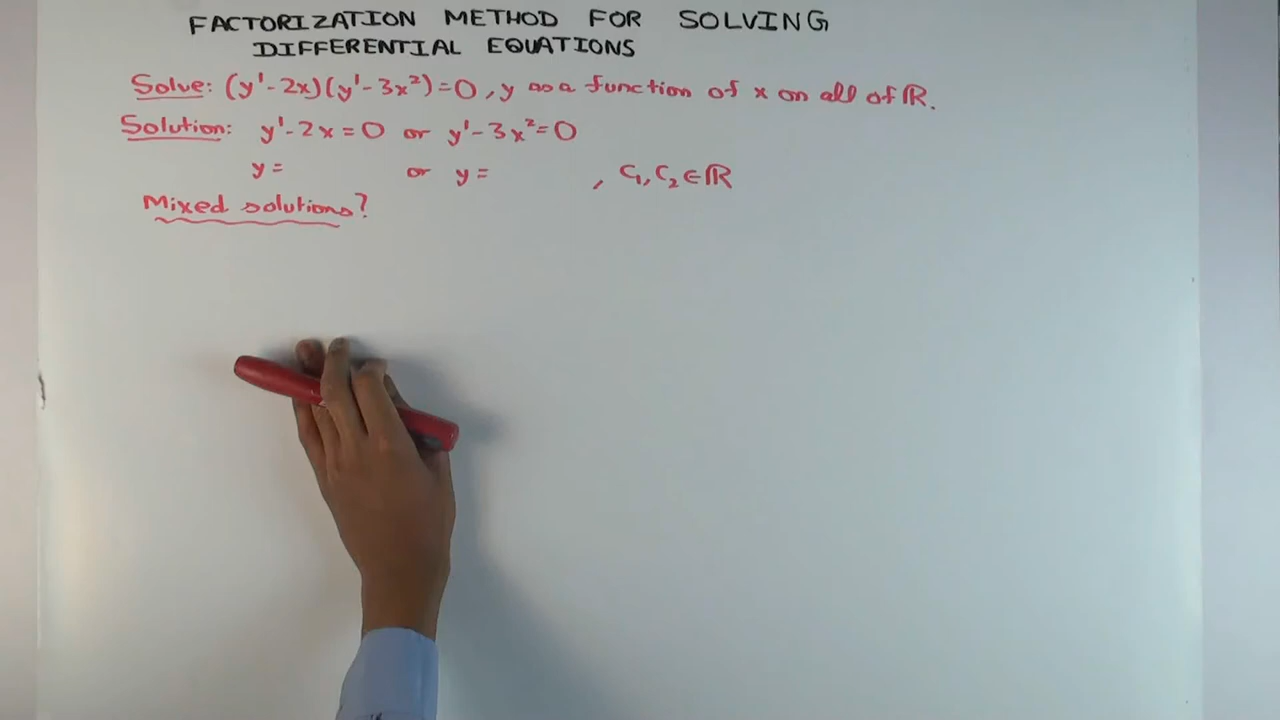 FACTORIZATION METHOD FOR SOLVING
DIFFERENTIAL EQUATIONS
Solve: (y'-2x)(y'-3x²)=0, y as a function of x on all of ℝ.
Solution: y'-2x=0 or y'-3x²=0
y= or y= , C₁, C₂ ∈ ℝ
Mixed solutions?